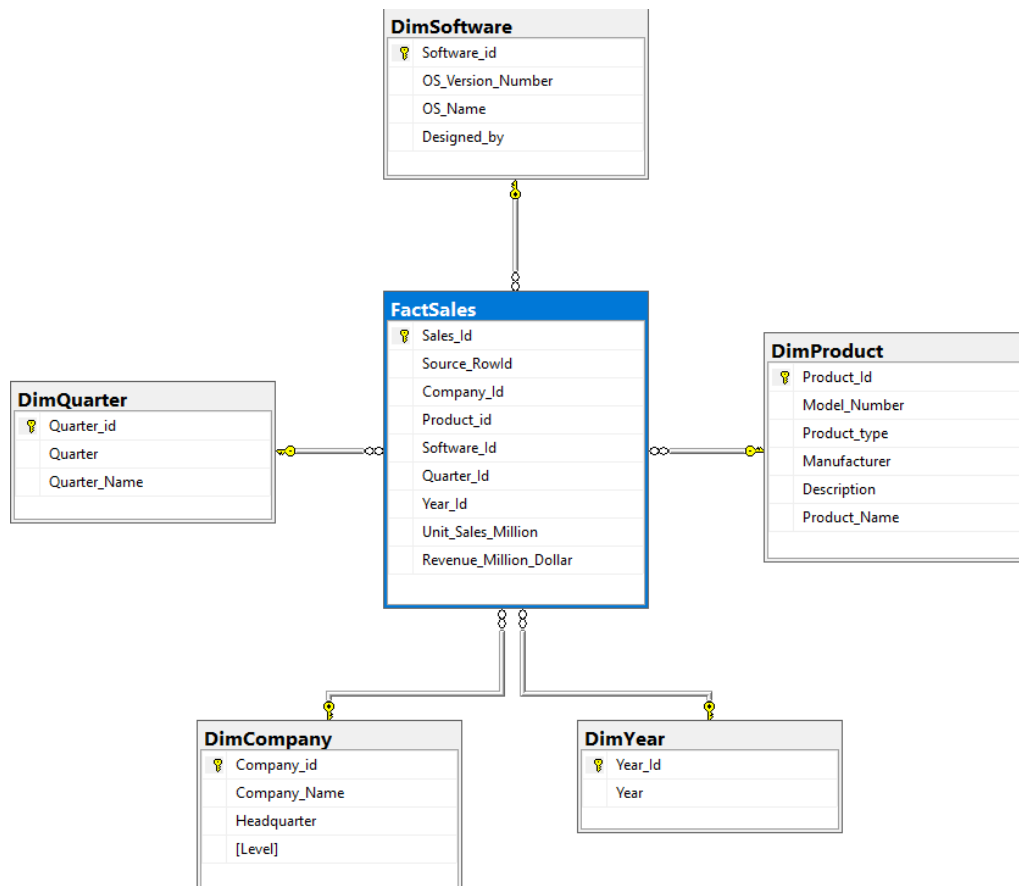 DimSoftware
Software_id
OS_Version_Number
OS_Name
Designed_by
FactSales
Sales_Id
Source_RowId
Company_Id
Product_id
Software_Id
Quarter_Id
Year_Id
Unit_Sales_Million
Revenue_Million_Dollar
DimProduct
Product_Id
Model_Number
Product_type
Manufacturer
Description
Product_Name
DimQuarter
Quarter_id
Quarter
Quarter_Name
DimCompany
Company_id
Company_Name
Headquarter
[Level]
DimYear
Year_Id
Year